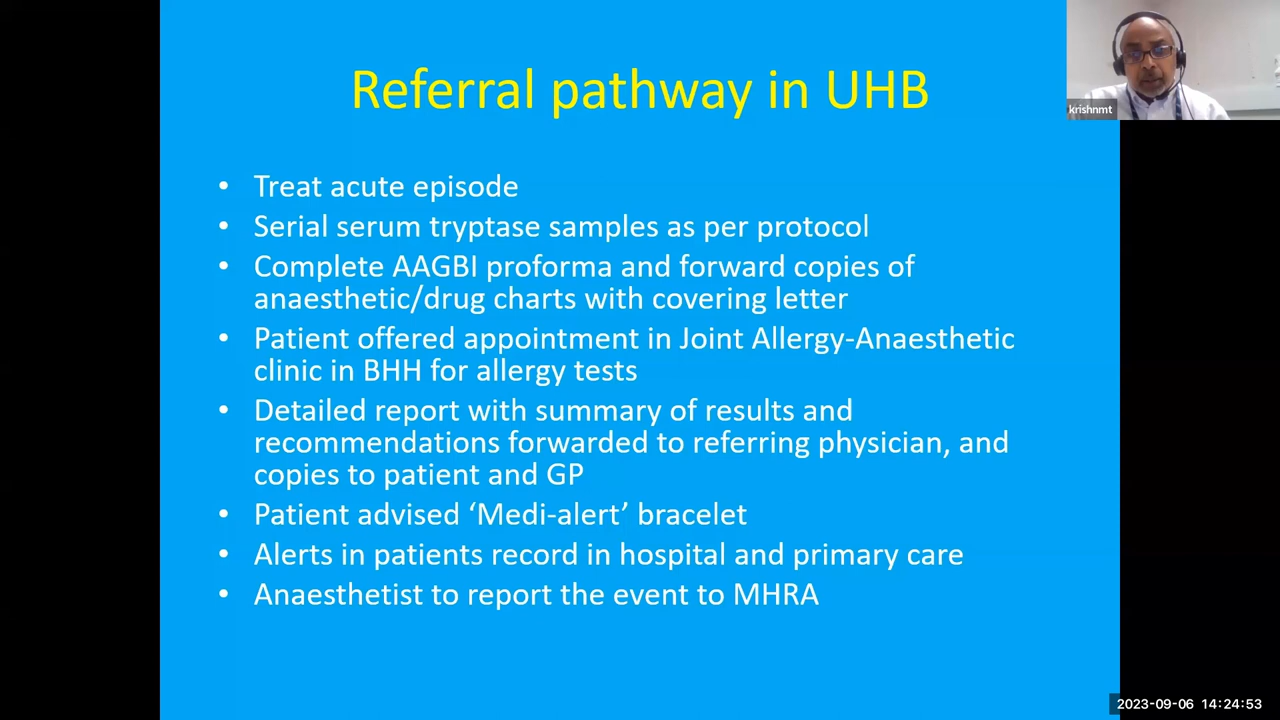 Referral pathway in UHB
krishnmt
• Treat acute episode
• Serial serum tryptase samples as per protocol
• Complete AAGBI proforma and forward copies of
anaesthetic/drug charts with covering letter
• Patient offered appointment in Joint Allergy-Anaesthetic
clinic in BHH for allergy tests
• Detailed report with summary of results and
recommendations forwarded to referring physician, and
copies to patient and GP
• Patient advised ‘Medi-alert’ bracelet
• Alerts in patients record in hospital and primary care
• Anaesthetist to report the event to MHRA
2023-09-06 14:24:53